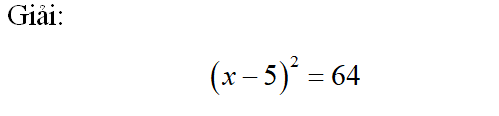 Giải:
(x − 5)² = 64